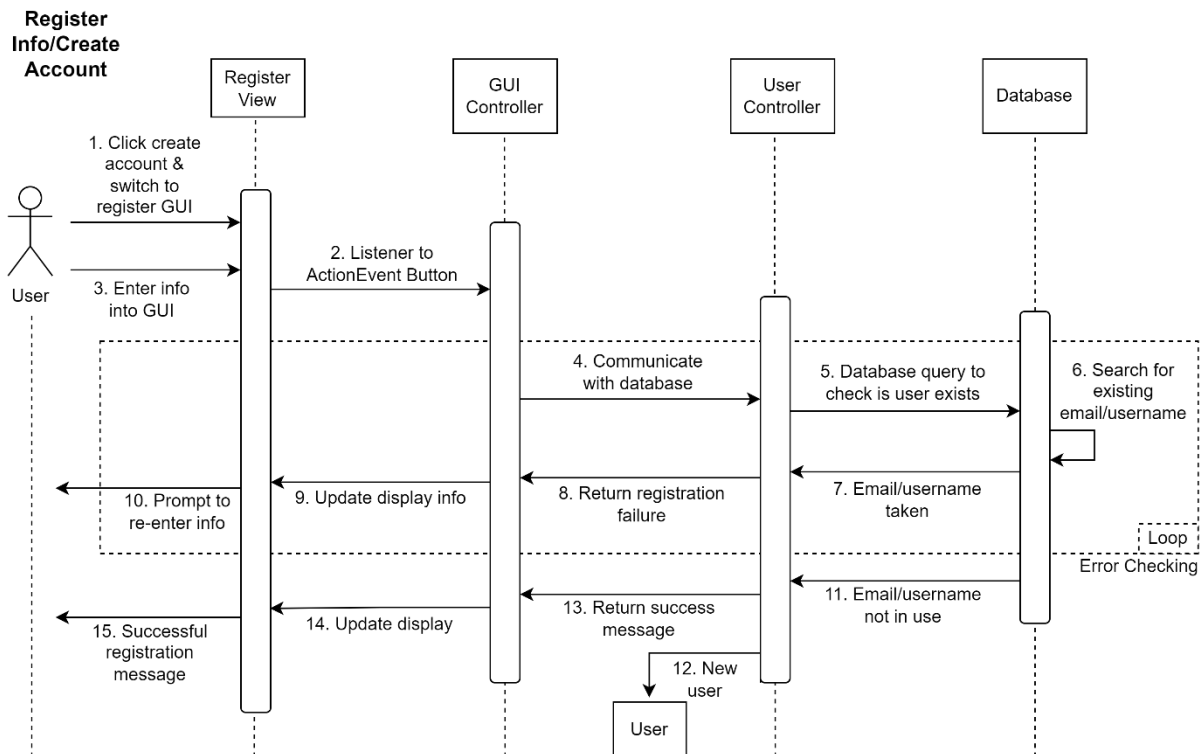 Register
Info/Create
Account
Register
View
GUI
Controller
User
Controller
Database
1. Click create
account &
switch to
register GUI
2. Listener to
ActionEvent Button
3. Enter info
into GUI
User
4. Communicate
with database
5. Database query to
check is user exists
6. Search for
existing
email/username
7. Email/username
taken
8. Return registration
failure
9. Update display info
10. Prompt to
re-enter info
Loop
Error Checking
11. Email/username
not in use
13. Return success
message
14. Update display
15. Successful
registration
message
12. New
user
User